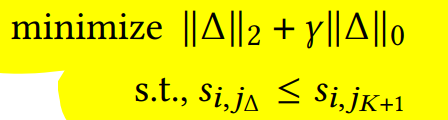 minimize ‖Δ‖₂ + γ‖Δ‖₀
s.t., s_{i,j_Δ} ≤ s_{i,j_{K+1}}